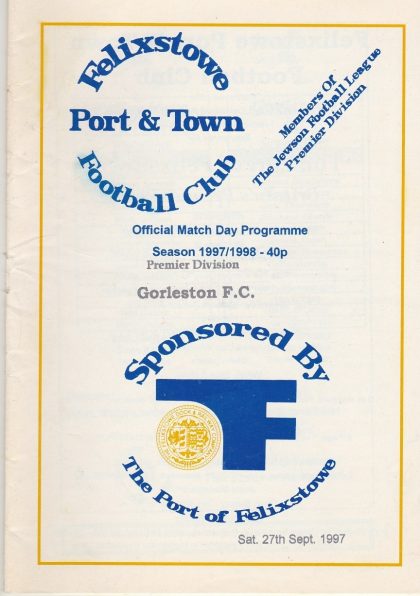 Felixstowe
Port & Town
Football Club
Members Of
The Jewson Football League
Premier Division
Official Match Day Programme
Season 1997/1998 - 40p
Premier Division
Gorleston F.C.
Sponsored By
The Port of Felixstowe
Sat. 27th Sept. 1997